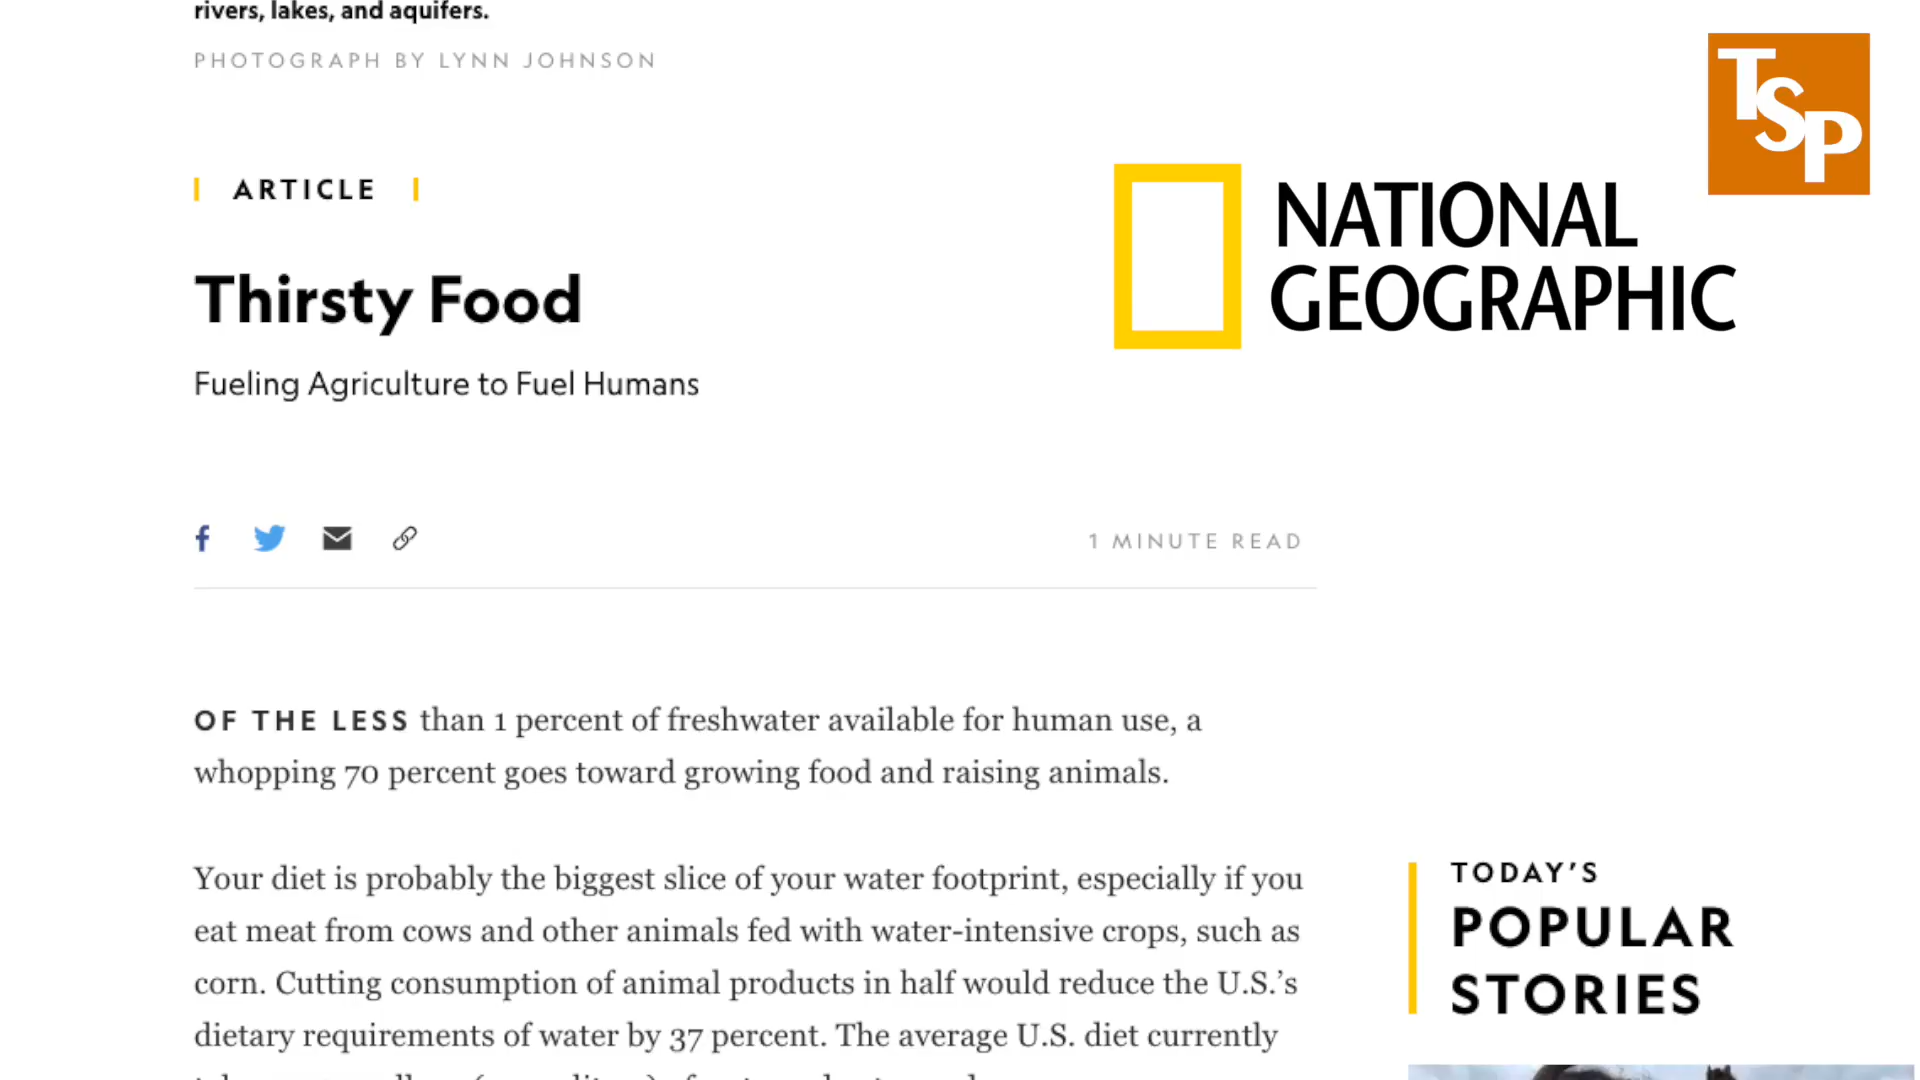 rivers, lakes, and aquifers.
PHOTOGRAPH BY LYNN JOHNSON
TSP
ARTICLE
NATIONAL
GEOGRAPHIC
Thirsty Food
Fueling Agriculture to Fuel Humans
1 MINUTE READ
OF THE LESS than 1 percent of freshwater available for human use, a
whopping 70 percent goes toward growing food and raising animals.
Your diet is probably the biggest slice of your water footprint, especially if you
eat meat from cows and other animals fed with water-intensive crops, such as
corn. Cutting consumption of animal products in half would reduce the U.S.’s
dietary requirements of water by 37 percent. The average U.S. diet currently
TODAY’S
POPULAR
STORIES